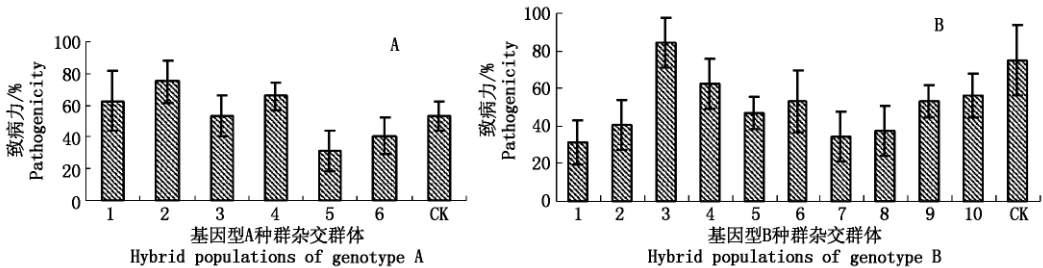 A
100
80
60
40
20
0
致病力/%
Pathogenicity
1 2 3 4 5 6 CK
基因型A种群杂交群体
Hybrid populations of genotype A
B
100
80
60
40
20
0
致病力/%
Pathogenicity
1 2 3 4 5 6 7 8 9 10 CK
基因型B种群杂交群体
Hybrid populations of genotype B